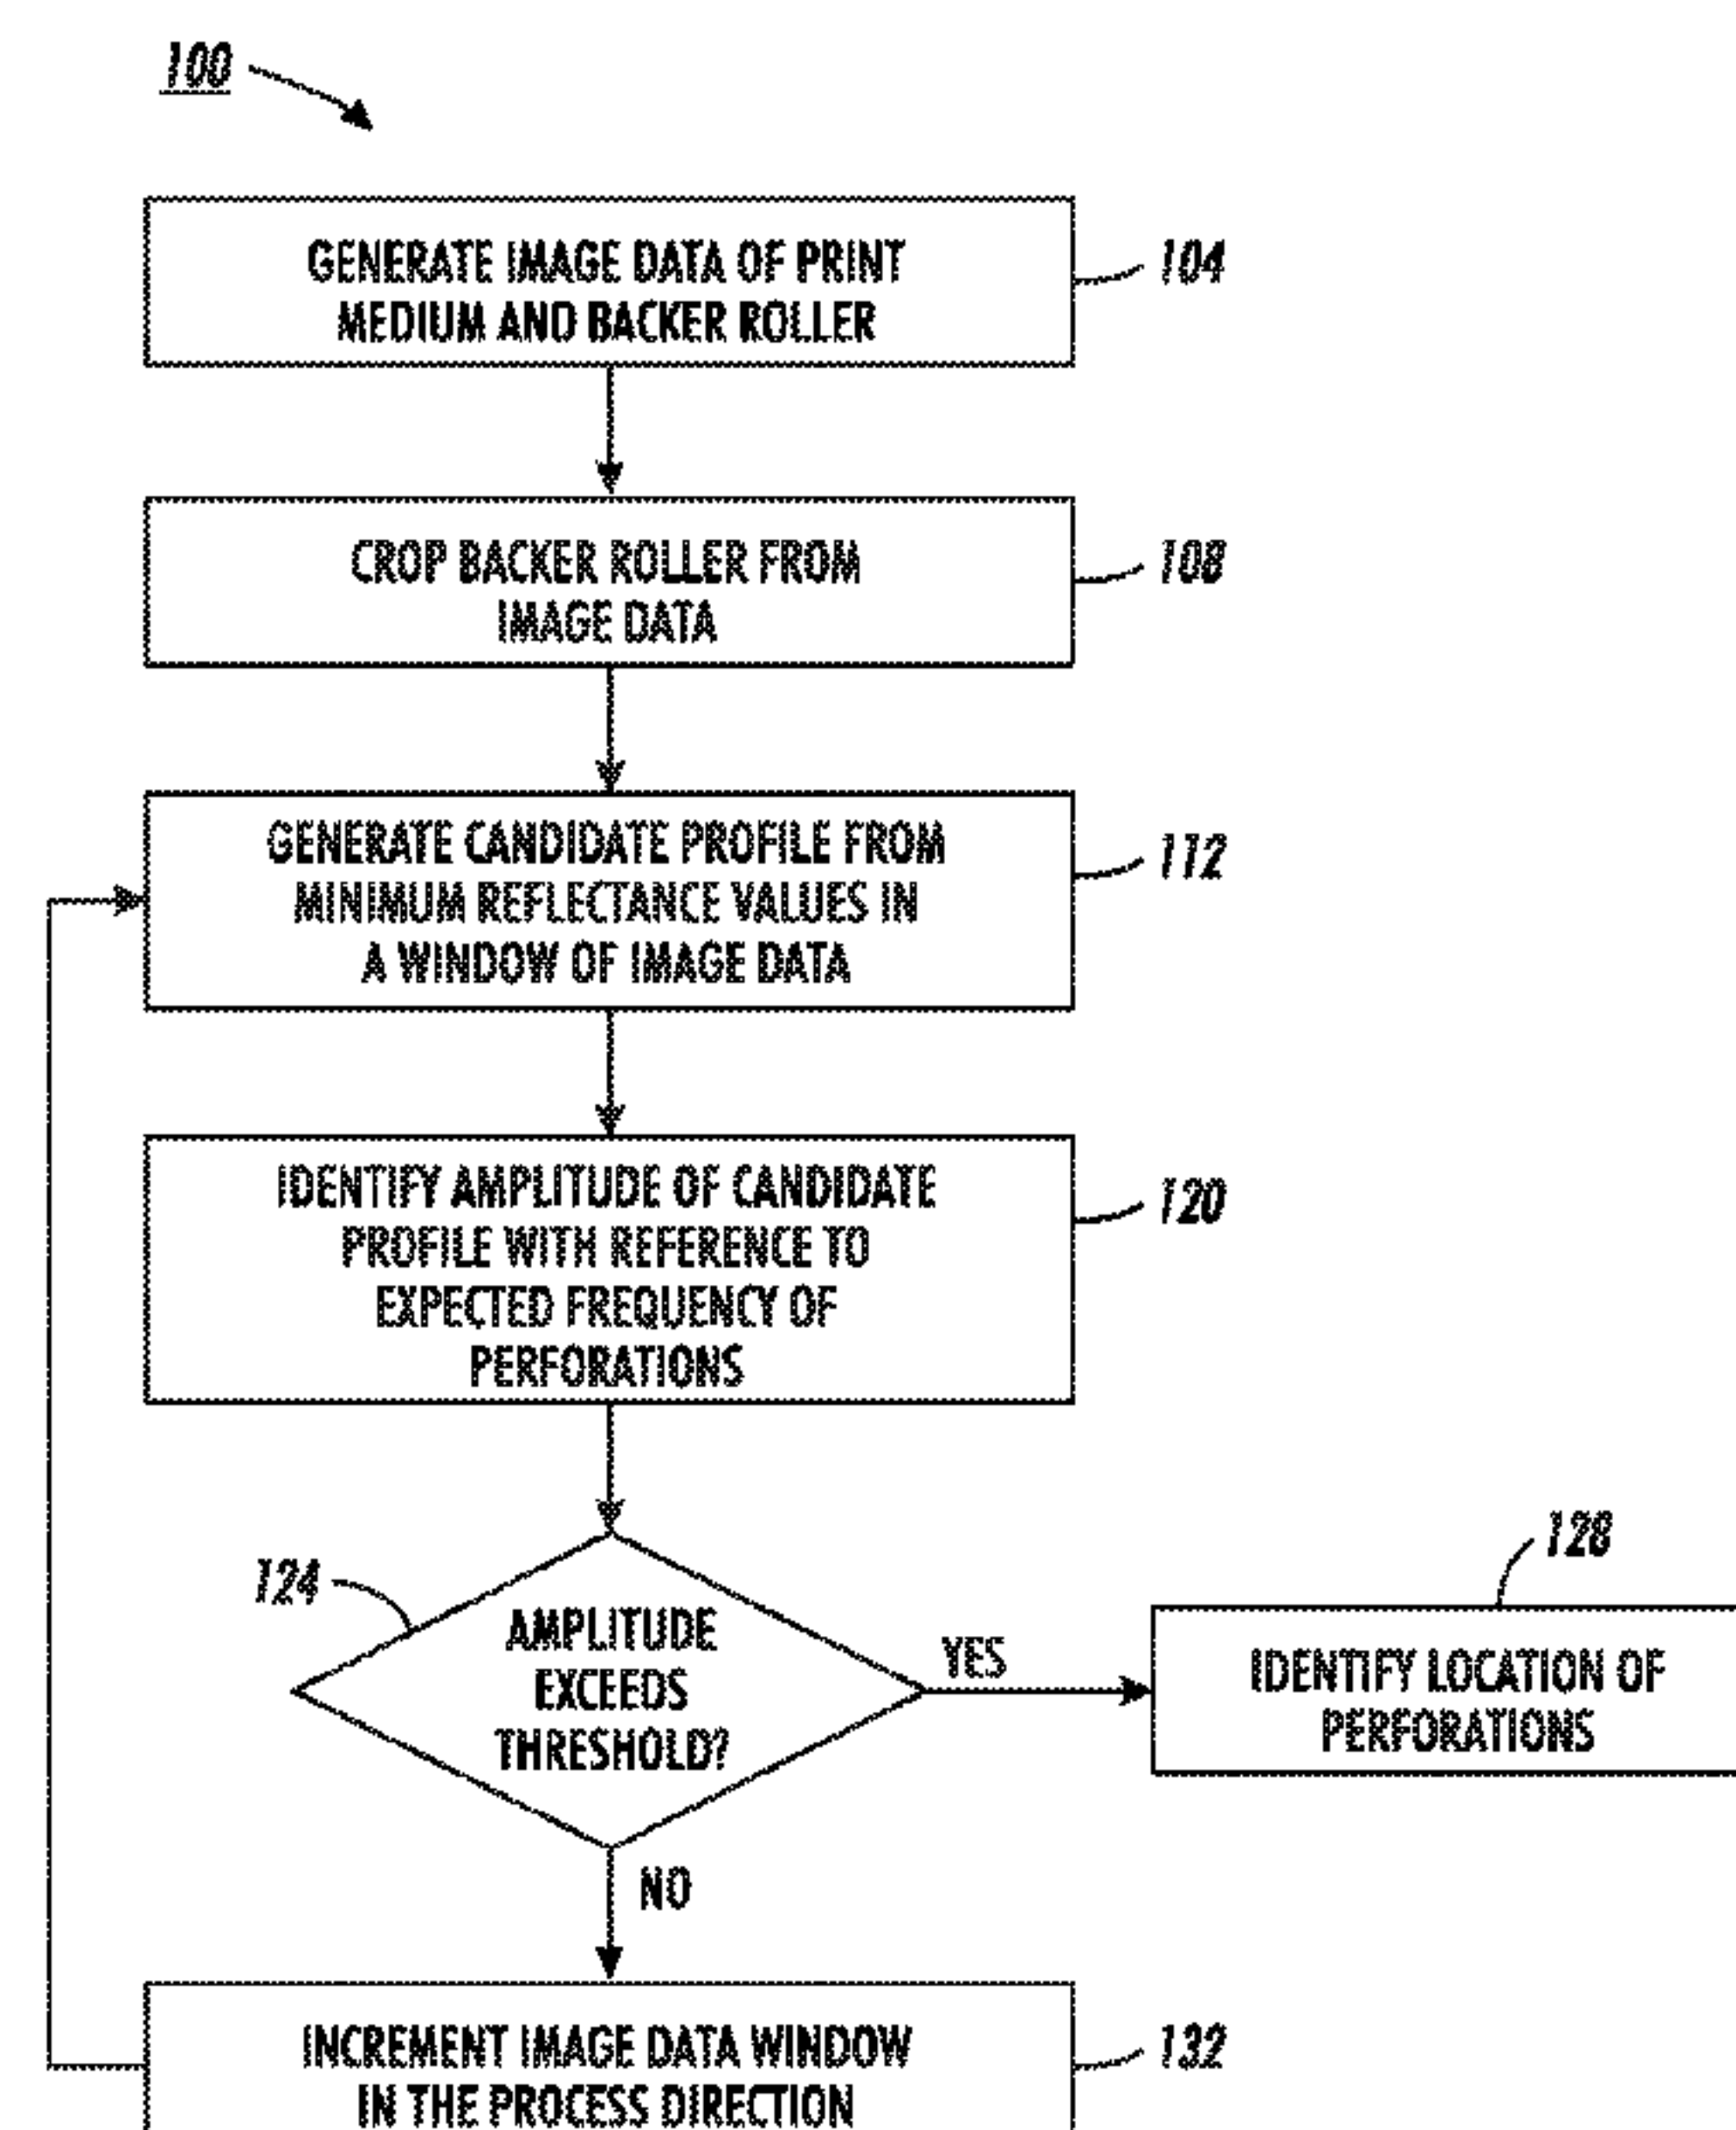 100
GENERATE IMAGE DATA OF PRINT
MEDIUM AND BACKER ROLLER
104
CROP BACKER ROLLER FROM
IMAGE DATA
108
GENERATE CANDIDATE PROFILE FROM
MINIMUM REFLECTANCE VALUES IN
A WINDOW OF IMAGE DATA
112
IDENTIFY AMPLITUDE OF CANDIDATE
PROFILE WITH REFERENCE TO
EXPECTED FREQUENCY OF
PERFORATIONS
120
124
AMPLITUDE
EXCEEDS
THRESHOLD?
YES
128
IDENTIFY LOCATION OF
PERFORATIONS
NO
INCREMENT IMAGE DATA WINDOW
IN THE PROCESS DIRECTION
132